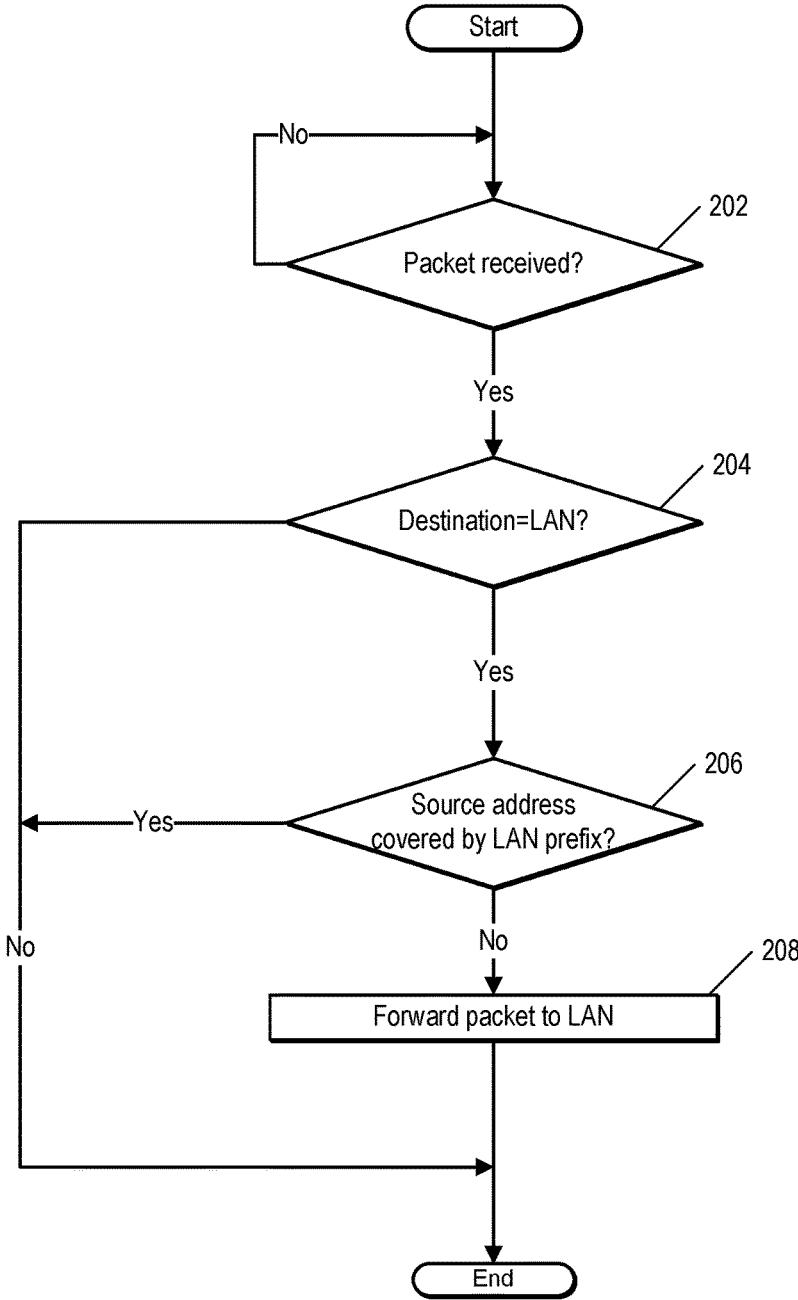 Start
No
202
Packet received?
Yes
204
Destination=LAN?
Yes
206
Source address
covered by LAN prefix?
Yes
No
No
208
Forward packet to LAN
End